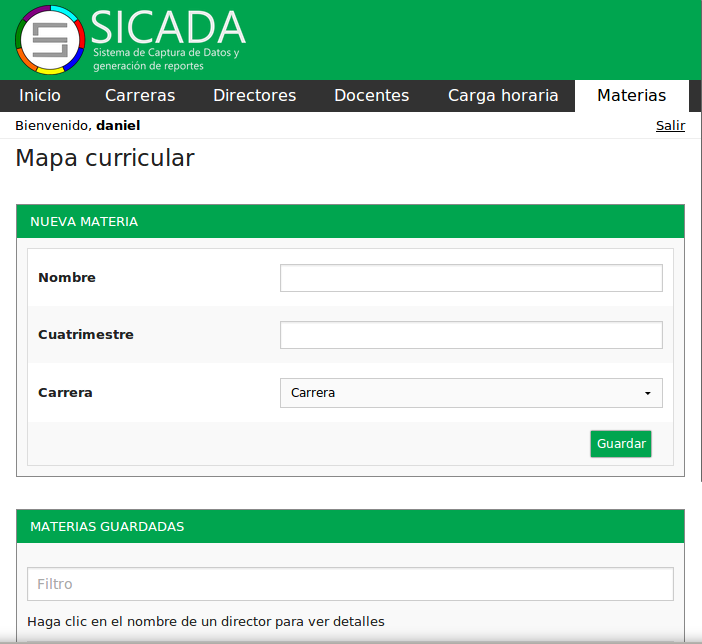 SICADA
Sistema de Captura de Datos y
generación de reportes
Inicio Carreras Directores Docentes Carga horaria Materias
Bienvenido, daniel Salir
Mapa curricular
NUEVA MATERIA
Nombre
Cuatrimestre
Carrera Carrera
Guardar
MATERIAS GUARDADAS
Filtro
Haga clic en el nombre de un director para ver detalles